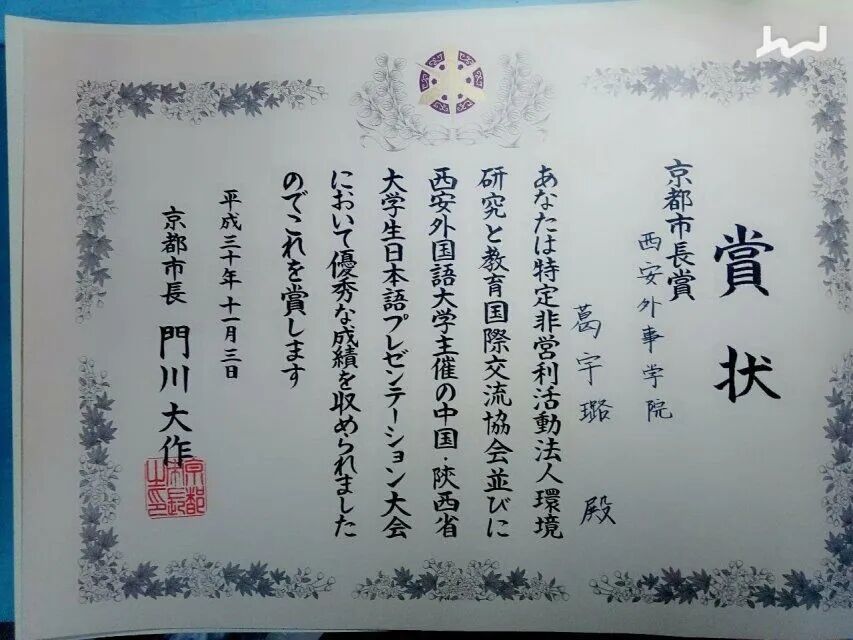 賞状
京都市長賞
西安外事学院
葛宇璐 殿
あなたは特定非営利活動法人環境
研究と教育国際交流協会並びに
西安外国語大学主催の中国・陝西省
大学生日本語プレゼンテーション大会
において優秀な成績を収められました
のでこれを賞します
平成三十年十一月三日
京都市長 門川大作
京都市長之印